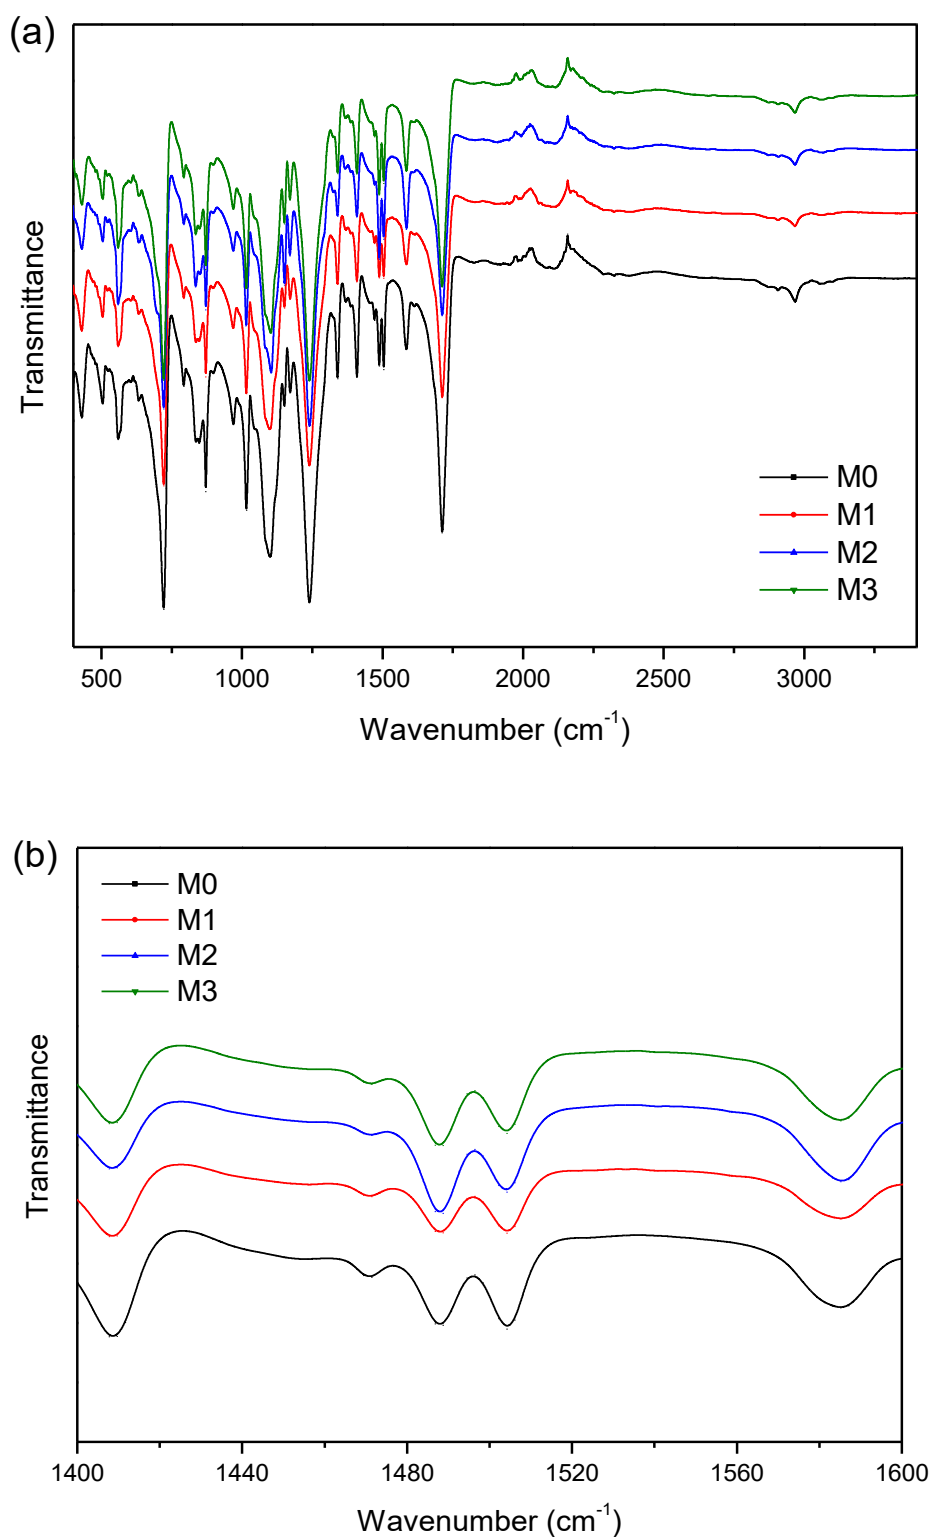 (a)
Transmittance
M0
M1
M2
M3
500 1000 1500 2000 2500 3000
Wavenumber (cm⁻¹)
(b)
M0
M1
M2
M3
Transmittance
1400 1440 1480 1520 1560 1600
Wavenumber (cm⁻¹)